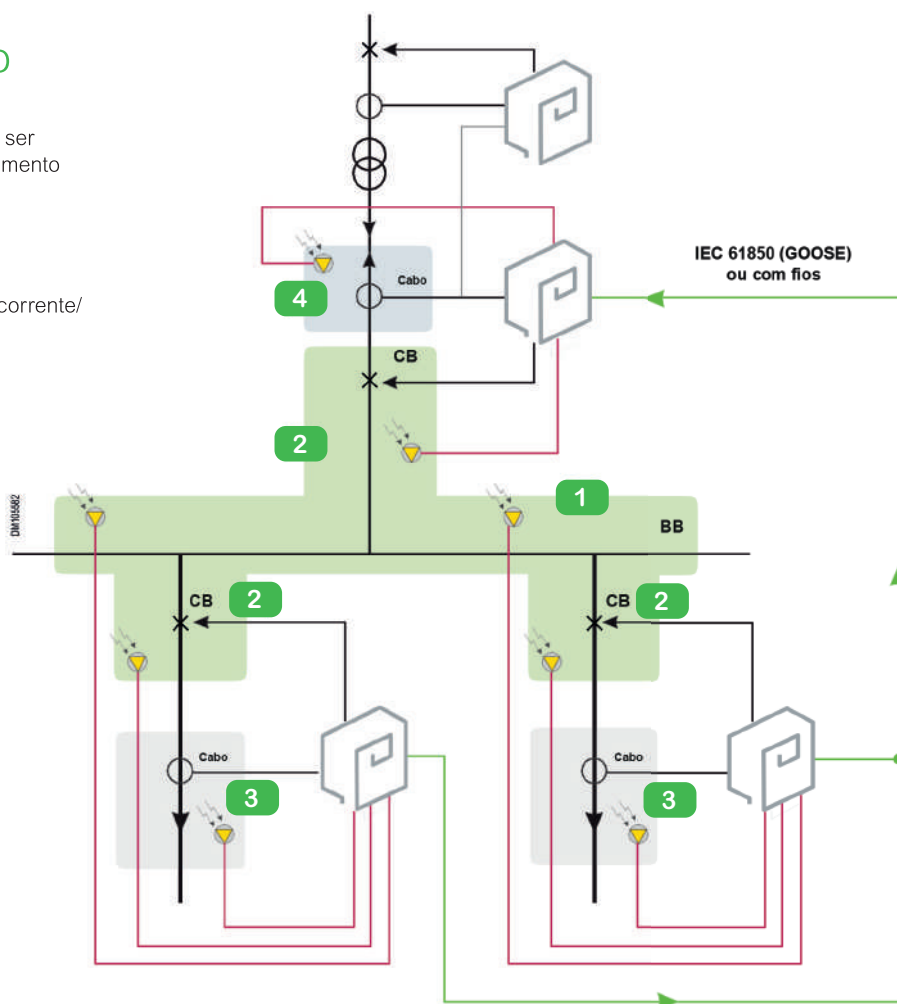 o
ser
mento
corrente/
IEC 61850 (GOOSE)
ou com fios
Cabo
4
CB
2
1
BB
DM105582
CB
2
CB
2
Cabo
3
Cabo
3